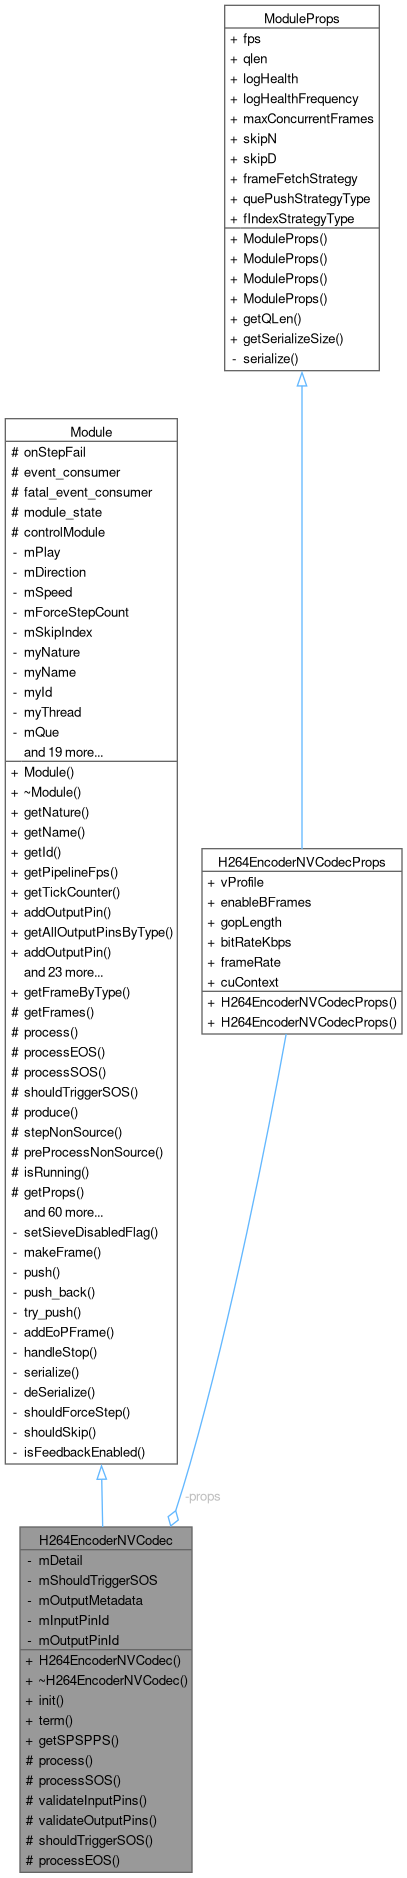 ModuleProps
+ fps
+ qlen
+ logHealth
+ logHealthFrequency
+ maxConcurrentFrames
+ skipN
+ skipD
+ frameFetchStrategy
+ quePushStrategyType
+ fIndexStrategyType
+ ModuleProps()
+ ModuleProps()
+ ModuleProps()
+ ModuleProps()
+ getQLen()
+ getSerializeSize()
- serialize()
Module
# onStepFail
# event_consumer
# fatal_event_consumer
# module_state
# controlModule
- mPlay
- mDirection
- mSpeed
- mForceStepCount
- mSkipIndex
- myNature
- myName
- myId
- myThread
- mQue
and 19 more...
+ Module()
+ ~Module()
+ getNature()
+ getName()
+ getId()
+ getPipelineFps()
+ getTickCounter()
+ addOutputPin()
+ getAllOutputPinsByType()
+ addOutputPin()
and 23 more...
+ getFrameByType()
# getFrames()
# process()
# processEOS()
# processSOS()
# shouldTriggerSOS()
# produce()
# stepNonSource()
# preProcessNonSource()
# isRunning()
# getProps()
and 60 more...
- setSieveDisabledFlag()
- makeFrame()
- push()
- push_back()
- try_push()
- addEoPFrame()
- handleStop()
- serialize()
- deSerialize()
- shouldForceStep()
- shouldSkip()
- isFeedbackEnabled()
H264EncoderNVCodecProps
+ vProfile
+ enableBFrames
+ gopLength
+ bitRateKbps
+ frameRate
+ cuContext
+ H264EncoderNVCodecProps()
+ H264EncoderNVCodecProps()
-props
H264EncoderNVCodec
- mDetail
- mShouldTriggerSOS
- mOutputMetadata
- mInputPinId
- mOutputPinId
+ H264EncoderNVCodec()
+ ~H264EncoderNVCodec()
+ init()
+ term()
+ getSPSPPS()
# process()
# processSOS()
# validateInputPins()
# validateOutputPins()
# shouldTriggerSOS()
# processEOS()